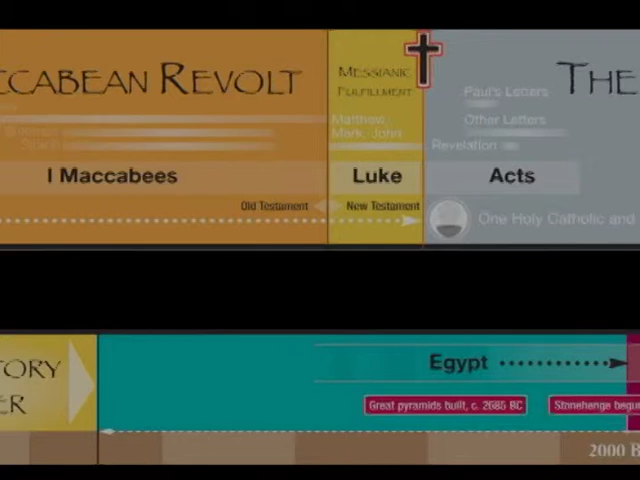 CCABEAN REVOLT
MESSIANIC
FULFILLMENT
THE
Paul's Letters
Matthew,
Mark, John
Other Letters
Revelation
I Maccabees
Luke
Acts
Old Testament
New Testament
One Holy Catholic and
TORY
ER
Egypt
Great pyramids built, c. 2685 BC
Stonehenge begun
2000 B